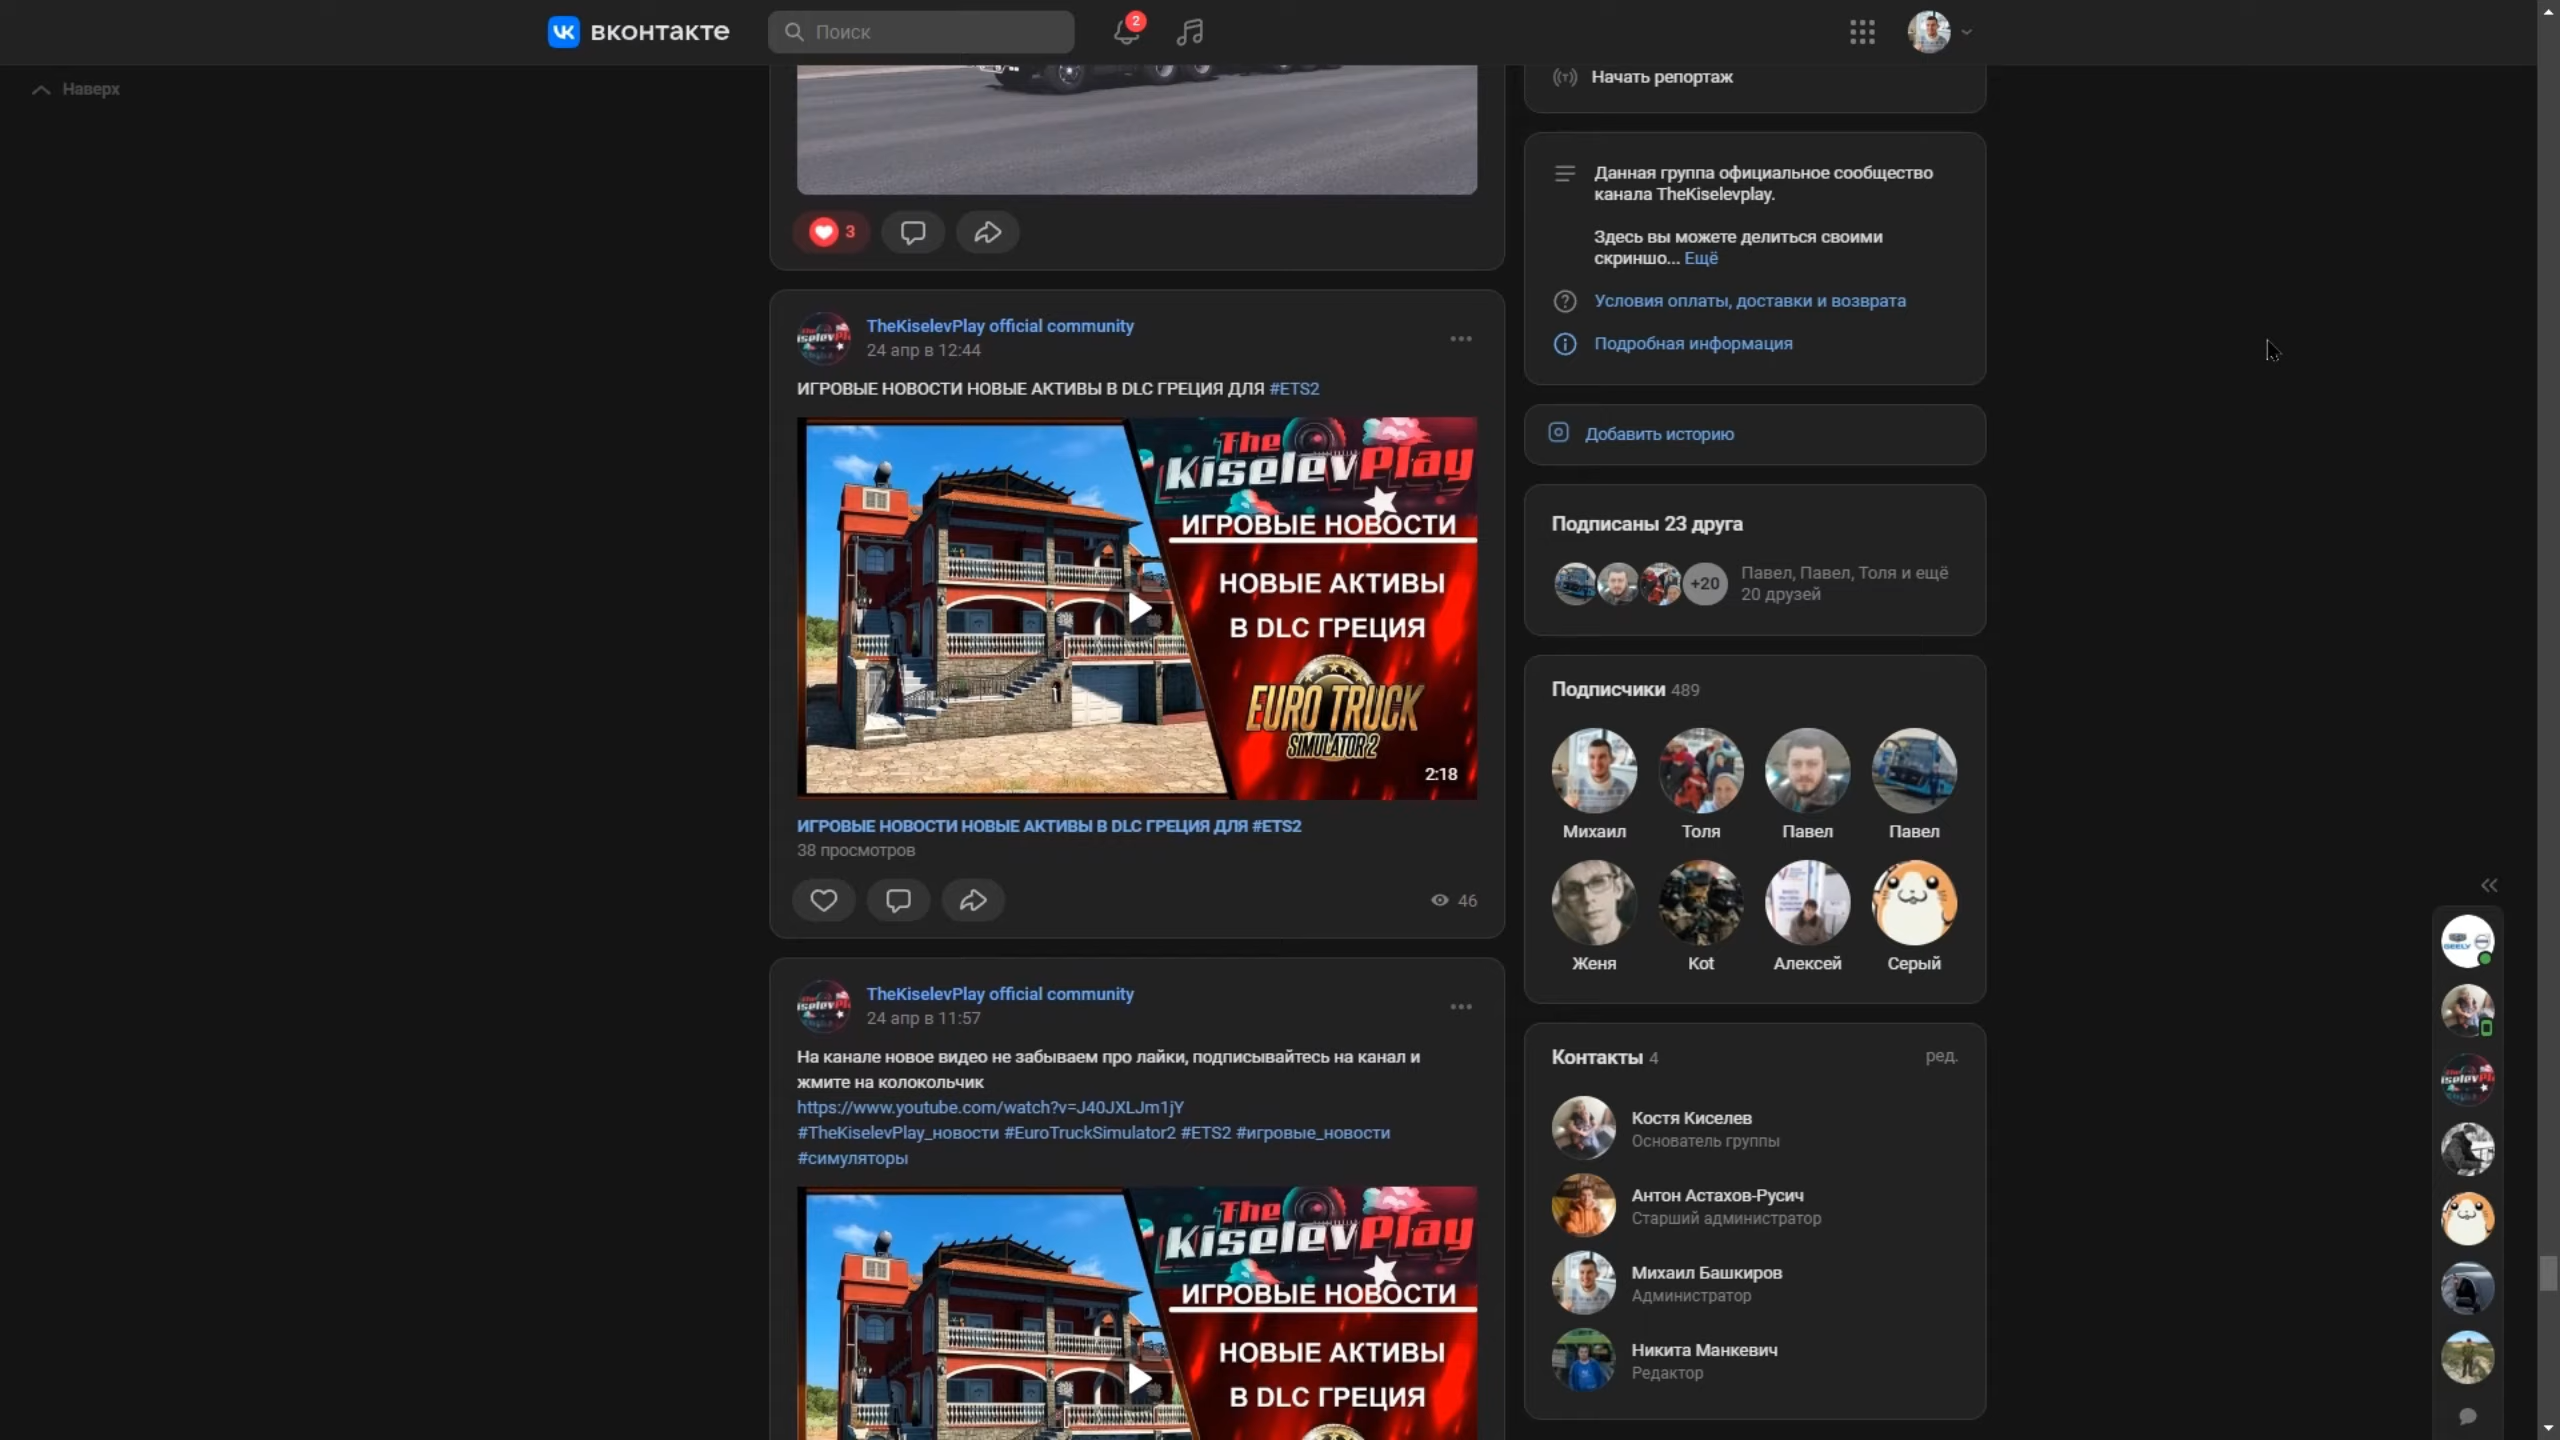 вконтакте
Поиск
2
Наверх
3
TheKiselevPlay official community
24 апр в 12:44
ИГРОВЫЕ НОВОСТИ НОВЫЕ АКТИВЫ В DLC ГРЕЦИЯ ДЛЯ #ETS2
The
KiselevPlay
ИГРОВЫЕ НОВОСТИ
НОВЫЕ АКТИВЫ
В DLC ГРЕЦИЯ
EURO TRUCK
SIMULATOR 2
2:18
ИГРОВЫЕ НОВОСТИ НОВЫЕ АКТИВЫ В DLC ГРЕЦИЯ ДЛЯ #ETS2
38 просмотров
46
TheKiselevPlay official community
24 апр в 11:57
На канале новое видео не забываем про лайки, подписывайтесь на канал и
жмите на колокольчик
https://www.youtube.com/watch?v=J40JXLJm1jY
#TheKiselevPlay_новости #EuroTruckSimulator2 #ETS2 #игровые_новости
#симуляторы
The
KiselevPlay
ИГРОВЫЕ НОВОСТИ
НОВЫЕ АКТИВЫ
В DLC ГРЕЦИЯ
Начать репортаж
Данная группа официальное сообщество
канала TheKiselevplay.
Здесь вы можете делиться своими
скриншо... Ещё
Условия оплаты, доставки и возврата
Подробная информация
Добавить историю
Подписаны 23 друга
+20
Павел, Павел, Толя и ещё
20 друзей
Подписчики 489
Михаил Толя Павел Павел
Женя Kot Алексей Серый
Контакты 4 ред.
Костя Киселев
Основатель группы
Антон Астахов-Русич
Старший администратор
Михаил Башкиров
Администратор
Никита Манкевич
Редактор
GEELY